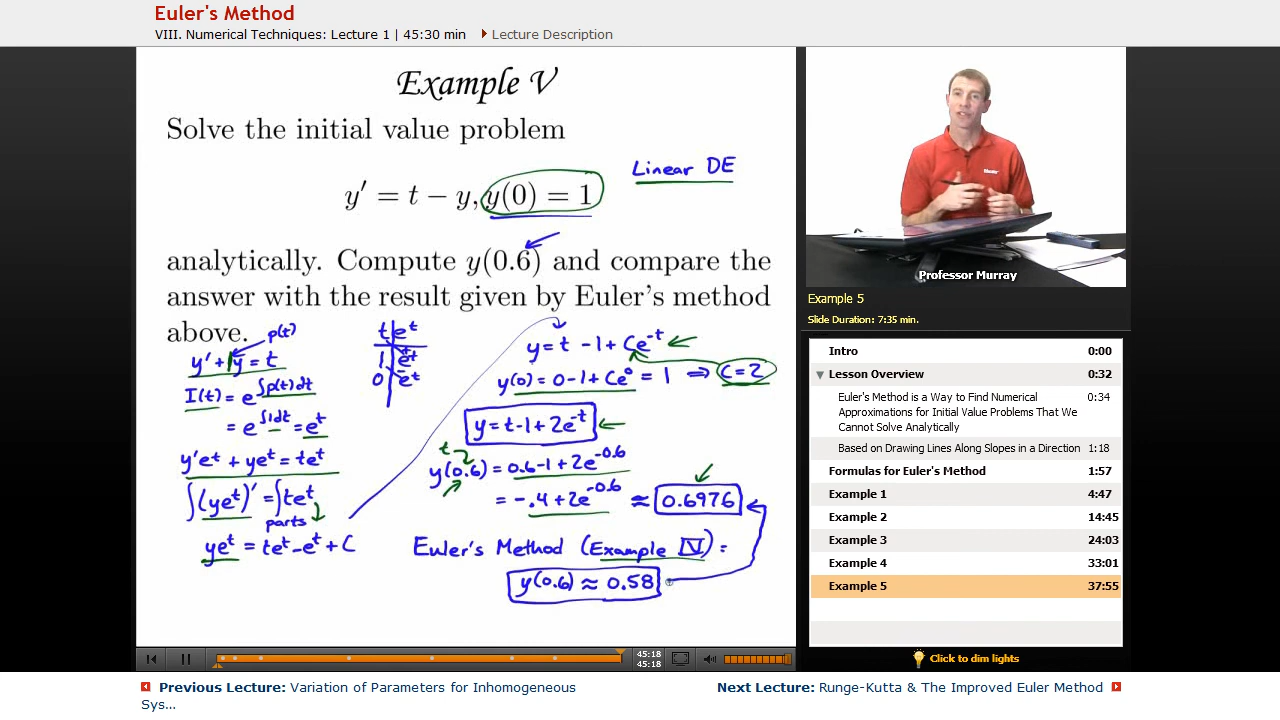 Euler's Method
VIII. Numerical Techniques: Lecture 1 | 45:30 min Lecture Description
Example V
Solve the initial value problem
y′ = t − y, y(0) = 1
Linear DE
analytically. Compute y(0.6) and compare the
answer with the result given by Euler's method
above.
p(t)
y' + 1y = t
I(t) = e^∫p(t)dt
= e^∫1dt = e^t
y'e^t + ye^t = te^t
∫(ye^t)' = ∫te^t
parts
ye^t = te^t − e^t + C
t e^t
1 e^t
0 e^t
y = t − 1 + Ce^-t
y(0) = 0 − 1 + Ce^0 = 1 ⇒ C = 2
y = t − 1 + 2e^-t
t
y(0.6) = 0.6 − 1 + 2e^-0.6
= −.4 + 2e^-0.6 ≈ 0.6976
Euler's Method (Example IV):
y(0.6) ≈ 0.58
Professor Murray
Example 5
Slide Duration: 7:35 min.
Intro 0:00
Lesson Overview 0:32
Euler's Method is a Way to Find Numerical 0:34
Approximations for Initial Value Problems That We
Cannot Solve Analytically
Based on Drawing Lines Along Slopes in a Direction 1:18
Formulas for Euler's Method 1:57
Example 1 4:47
Example 2 14:45
Example 3 24:03
Example 4 33:01
Example 5 37:55
45:18
45:18
Click to dim lights
Previous Lecture: Variation of Parameters for Inhomogeneous
Sys...
Next Lecture: Runge-Kutta & The Improved Euler Method